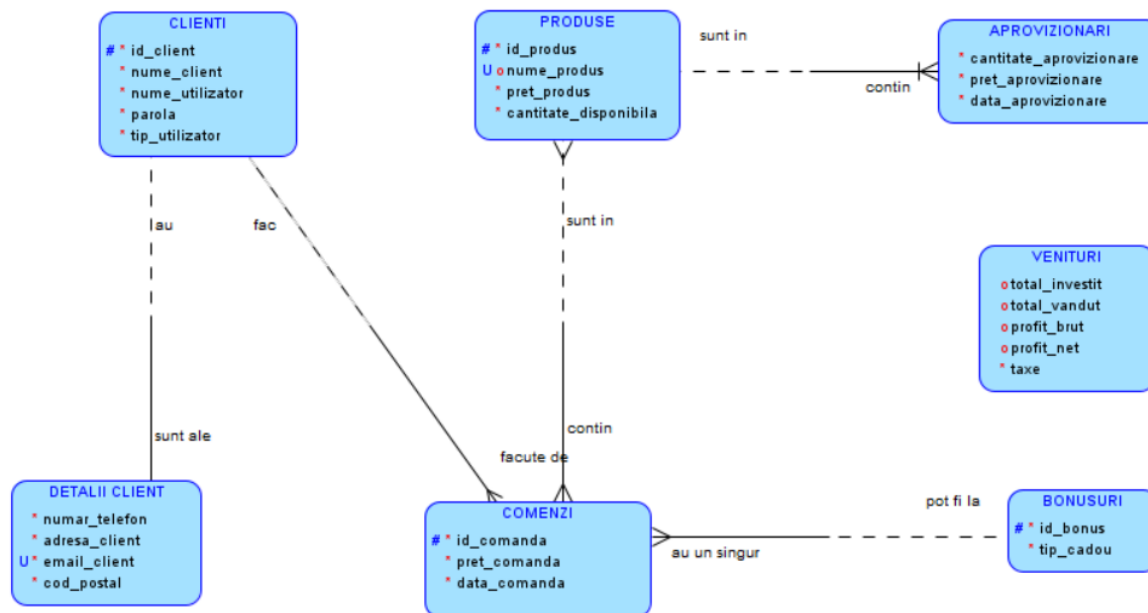 CLIENTI
# * id_client
* nume_client
* nume_utilizator
* parola
* tip_utilizator
PRODUSE
# * id_produs
U o nume_produs
* pret_produs
* cantitate_disponibila
sunt in
contin
APROVIZIONARI
* cantitate_aprovizionare
* pret_aprovizionare
* data_aprovizionare
au
fac
sunt in
VENITURI
o total_investit
o total_vandut
o profit_brut
o profit_net
* taxe
sunt ale
contin
facute de
DETALII CLIENT
* numar_telefon
* adresa_client
U * email_client
* cod_postal
COMENZI
# * id_comanda
* pret_comanda
* data_comanda
au un singur
pot fi la
BONUSURI
# * id_bonus
* tip_cadou